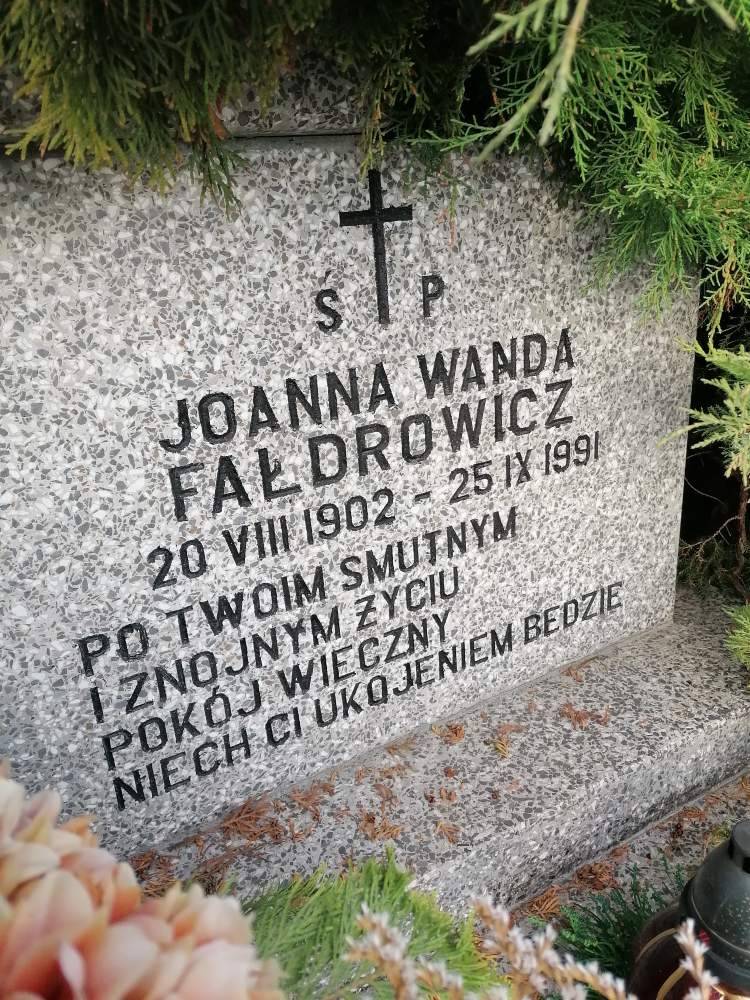 Ś P
JOANNA WANDA
FAŁDROWICZ
20 VIII 1902 - 25 IX 1991
PO TWOIM SMUTNYM
I ZNOJNYM ŻYCIU
POKÓJ WIECZNY
NIECH CI UKOJENIEM BEDZIE